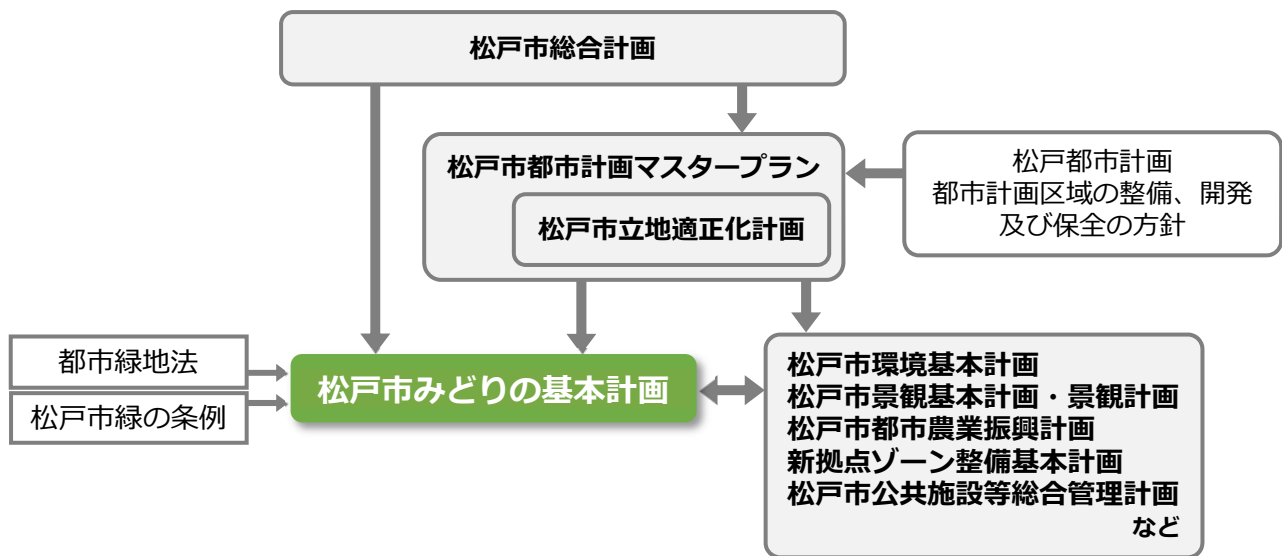 松戸市総合計画
松戸市都市計画マスタープラン
松戸市立地適正化計画
松戸都市計画
都市計画区域の整備、開発
及び保全の方針
都市緑地法
松戸市緑の条例
松戸市みどりの基本計画
松戸市環境基本計画
松戸市景観基本計画・景観計画
松戸市都市農業振興計画
新拠点ゾーン整備基本計画
松戸市公共施設等総合管理計画
など